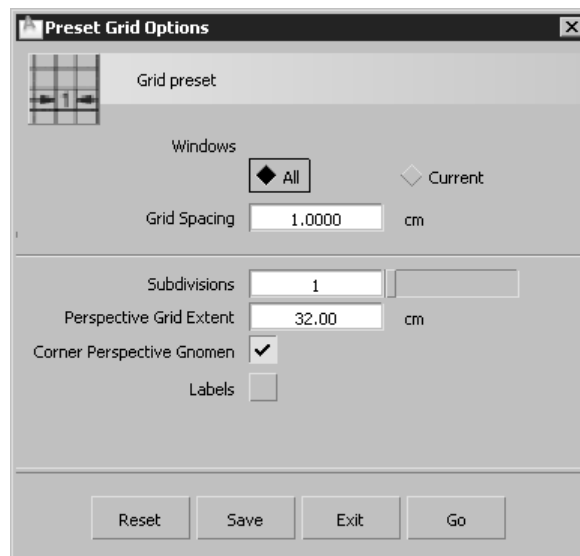 Preset Grid Options
1
Grid preset
Windows
All Current
Grid Spacing 1.0000 cm
Subdivisions 1
Perspective Grid Extent 32.00 cm
Corner Perspective Gnomen
Labels
Reset Save Exit Go